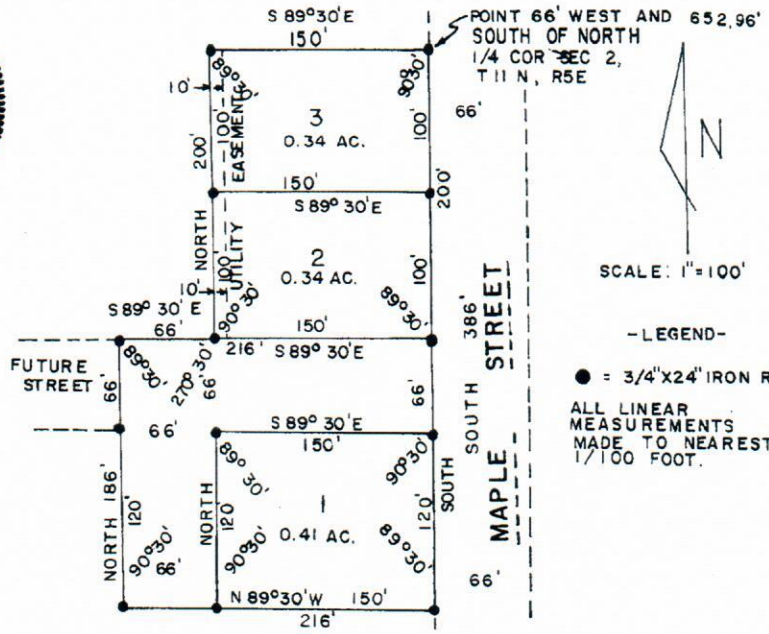 S 89° 30' E
150'
POINT 66' WEST AND 652,96'
SOUTH OF NORTH
1/4 COR SEC 2,
T 11 N, R5E
89° 30'
90° 30'
10'
66'
200'
100'
EASEMENT
3
0.34 AC.
100'
N
150'
S 89° 30' E
200'
NORTH
100'
UTILITY
2
0.34 AC.
100'
SCALE: 1"=100'
10'
S 89° 30' E
66'
90° 30'
150'
89° 30'
386'
STREET
216'
S 89° 30' E
-LEGEND-
FUTURE
STREET
66'
89° 30'
270° 30'
66'
66'
● = 3/4"X24" IRON R
ALL LINEAR
MEASUREMENTS
MADE TO NEAREST
1/100 FOOT.
66'
S 89° 30' E
150'
SOUTH
89° 30'
90° 30'
NORTH 186'
120'
NORTH
120'
1
0.41 AC.
SOUTH
120'
MAPLE
90° 30'
66'
90° 30'
89° 30'
66'
N 89° 30' W 150'
216'